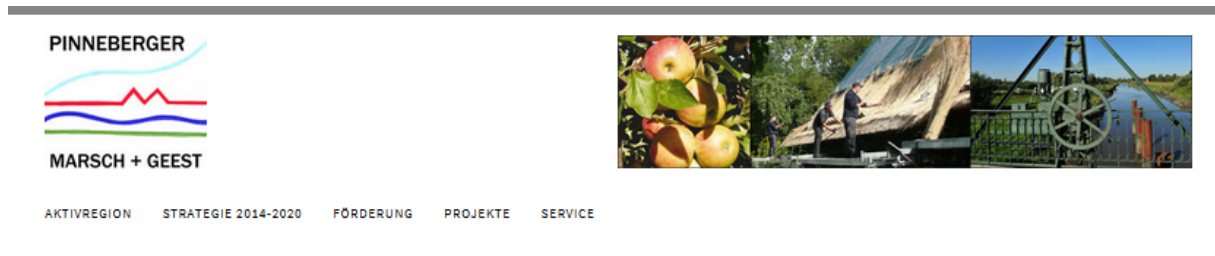 PINNEBERGER
MARSCH + GEEST
AKTIVREGION STRATEGIE 2014-2020 FÖRDERUNG PROJEKTE SERVICE